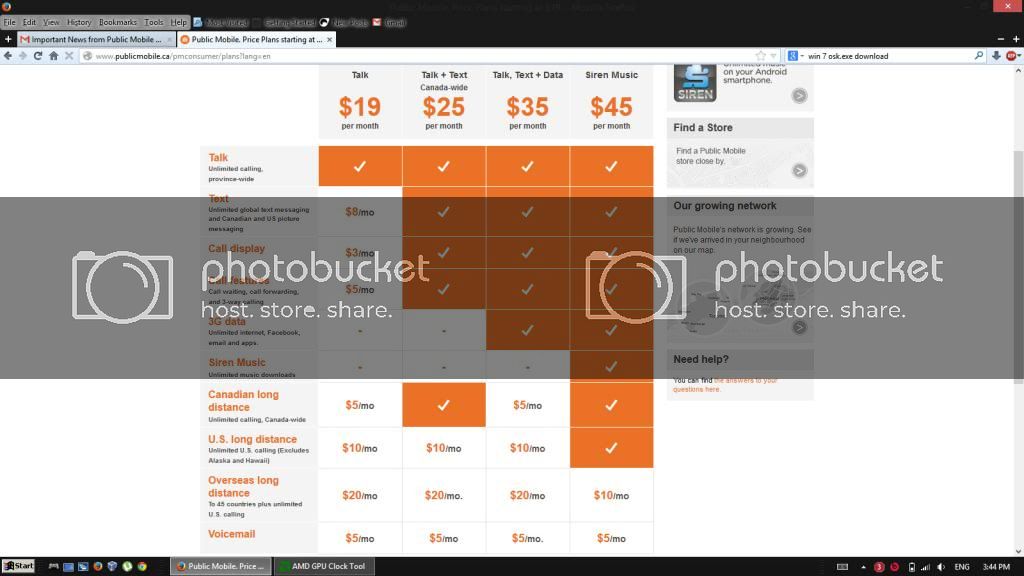 File Edit View History Bookmarks Tools Help Most Visited Getting Started New Posts Gmail
Important News from Public Mobile ... × Public Mobile. Price Plans starting at ... ×
www.publicmobile.ca/pmconsumer/plans?lang=en
win 7 osk.exe download
Talk
$19
per month
Talk + Text
Canada-wide
$25
per month
Talk, Text + Data
$35
per month
Siren Music
$45
per month
Talk
Unlimited calling,
province-wide
Text
Unlimited global text messaging
and Canadian and US picture
messaging
$8/mo
Call display
$3/mo
Call features
Call waiting, call forwarding,
and 3-way calling
$5/mo
3G data
Unlimited internet, Facebook,
email and apps.
- -
Siren Music
Unlimited music downloads
- - -
Canadian long
distance
Unlimited calling, Canada-wide
$5/mo $5/mo
U.S. long distance
Unlimited U.S. calling (Excludes
Alaska and Hawaii)
$10/mo $10/mo $10/mo
Overseas long
distance
To 45 countries plus unlimited
U.S. calling
$20/mo $20/mo. $20/mo $10/mo
Voicemail
$5/mo $5/mo $5/mo. $5/mo
SIREN
Unlimited music
on your Android
smartphone.
Find a Store
Find a Public Mobile
store close by.
Our growing network
Public Mobile's network is growing. See
if we've arrived in your neighbourhood
on our map.
Need help?
You can find the answers to your
questions here.
photobucket
host. store. share.
photobucket
host. store. share.
Start Public Mobile. Price ... AMD GPU Clock Tool ENG 3:44 PM